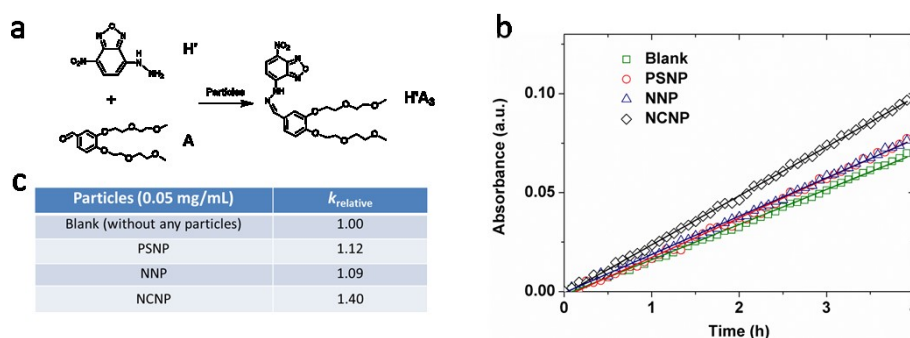 a
H'
NO₂
N
O
N
NH
NH₂
+
Particles
H'A₃
A
c
Particles (0.05 mg/mL) k_relative
Blank (without any particles) 1.00
PSNP 1.12
NNP 1.09
NCNP 1.40
b
Blank
PSNP
NNP
NCNP
Absorbance (a.u.)
0.10
0.05
0.00
0 1 2 3
Time (h)